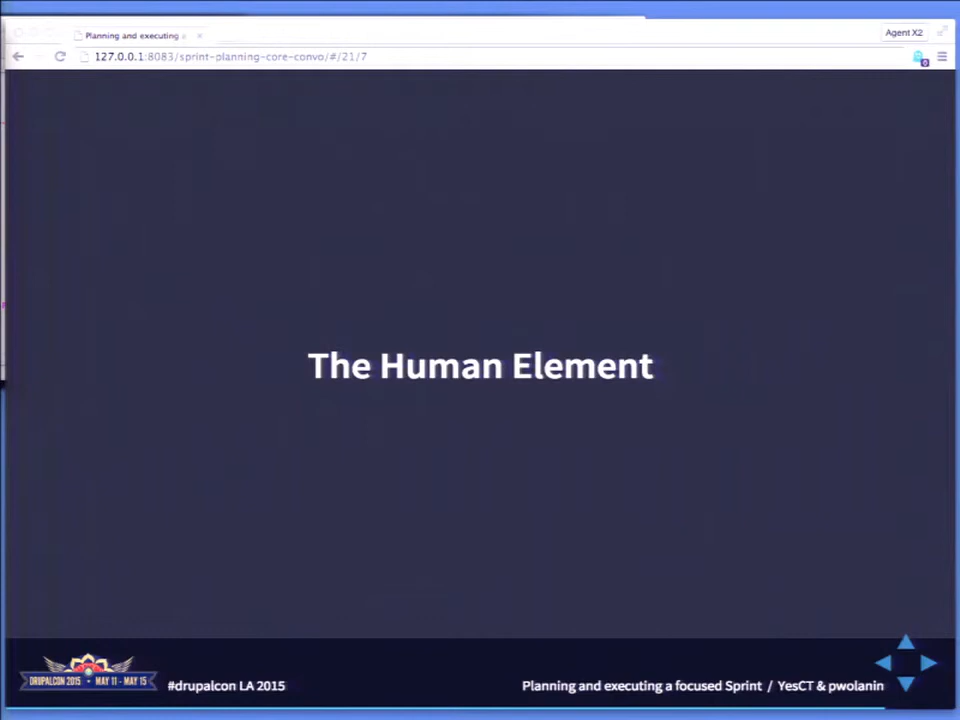 Planning and executing a
Agent X2
127.0.0.1:8083/sprint-planning-core-convo/#/21/7
The Human Element
DRUPALCON 2015 • MAY 11 - MAY 15
#drupalcon LA 2015
Planning and executing a focused Sprint / YesCT & pwolanin